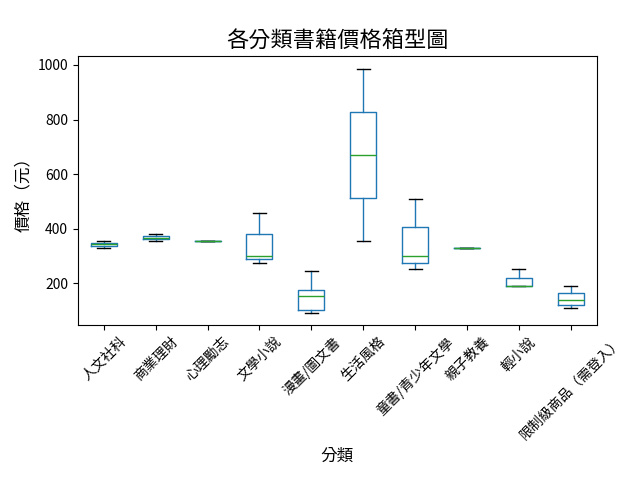 各分類書籍價格箱型圖
價格（元）
1000
800
600
400
200
人文社科
商業理財
心理勵志
文學小說
漫畫/圖文書
生活風格
童書/青少年文學
親子教養
輕小說
限制級商品（需登入）
分類